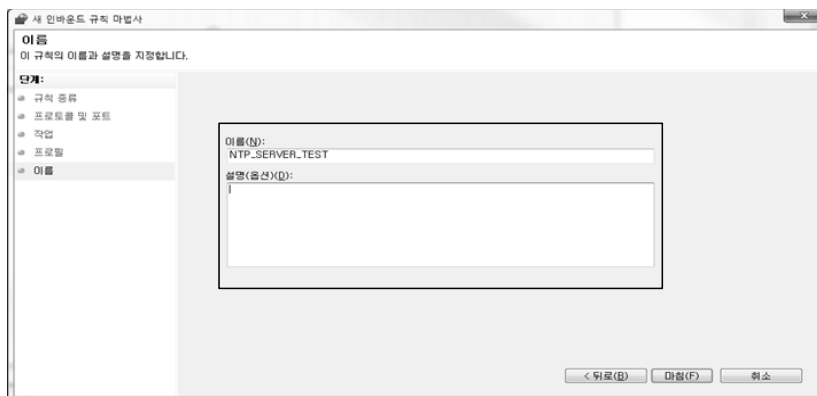 새 인바운드 규칙 마법사
이름
이 규칙의 이름과 설명을 지정합니다.
단계:
규칙 종류
프로토콜 및 포트
작업
프로필
이름
이름(N):
NTP_SERVER_TEST
설명(옵션)(D):
< 뒤로(B)
마침(F)
취소